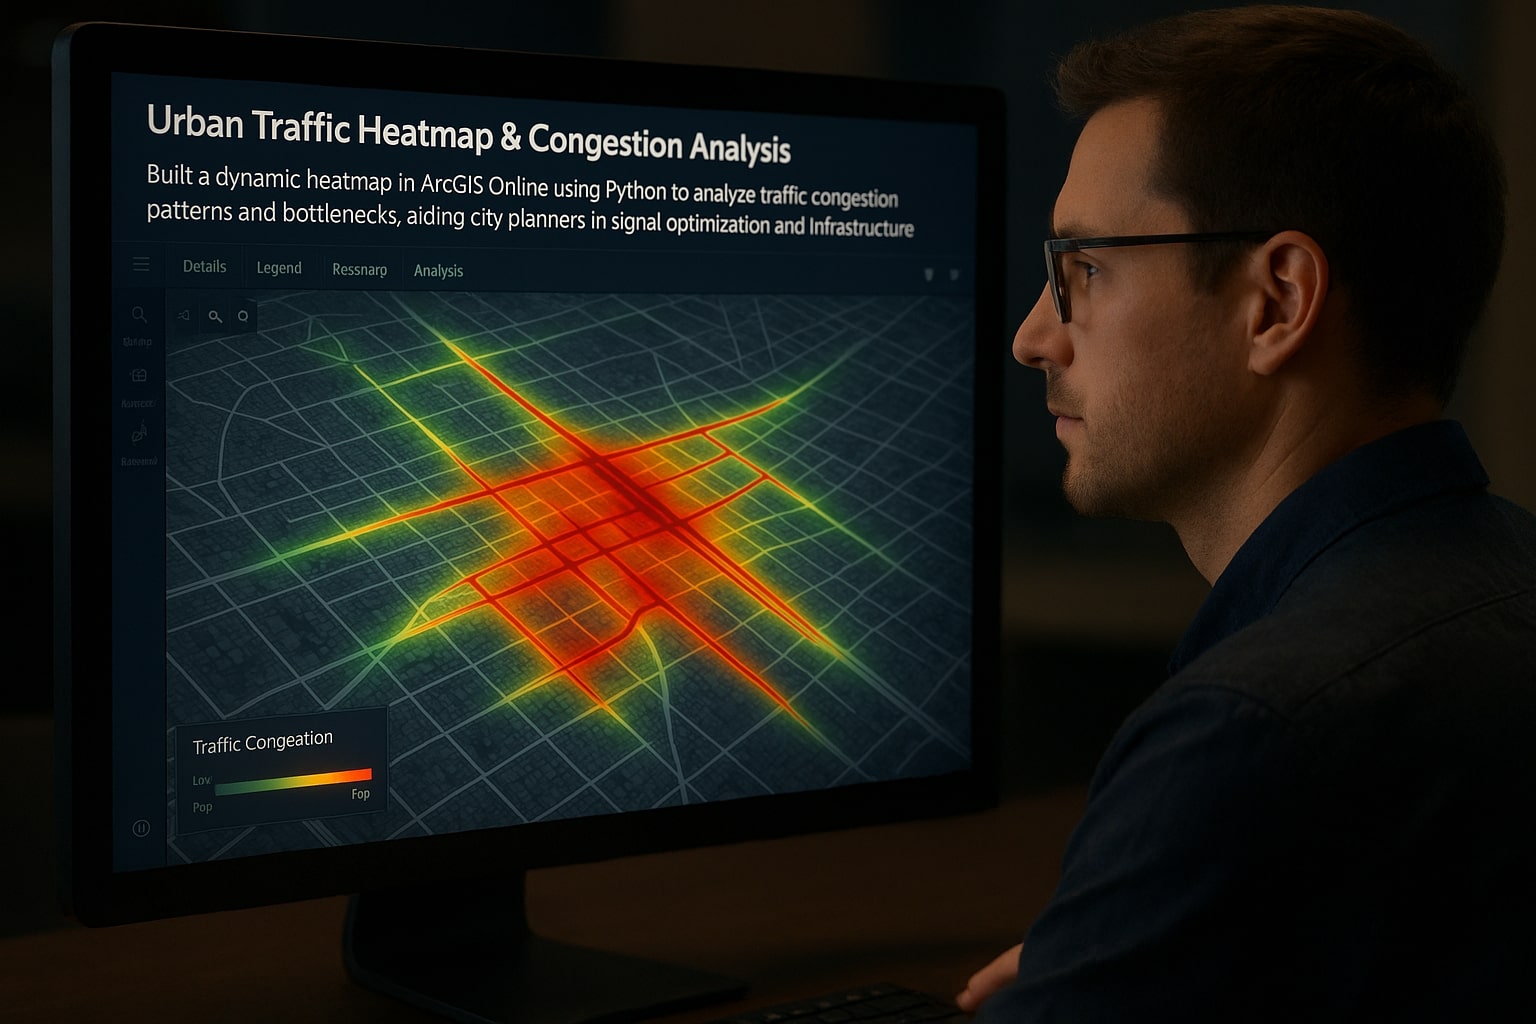 Urban Traffic Heatmap & Congestion Analysis
Built a dynamic heatmap in ArcGIS Online using Python to analyze traffic congestion
patterns and bottlenecks, aiding city planners in signal optimization and Infrastructure
Details Legend Ressnarp Analysis
Traffic Congeation
Low
Fop
Pop